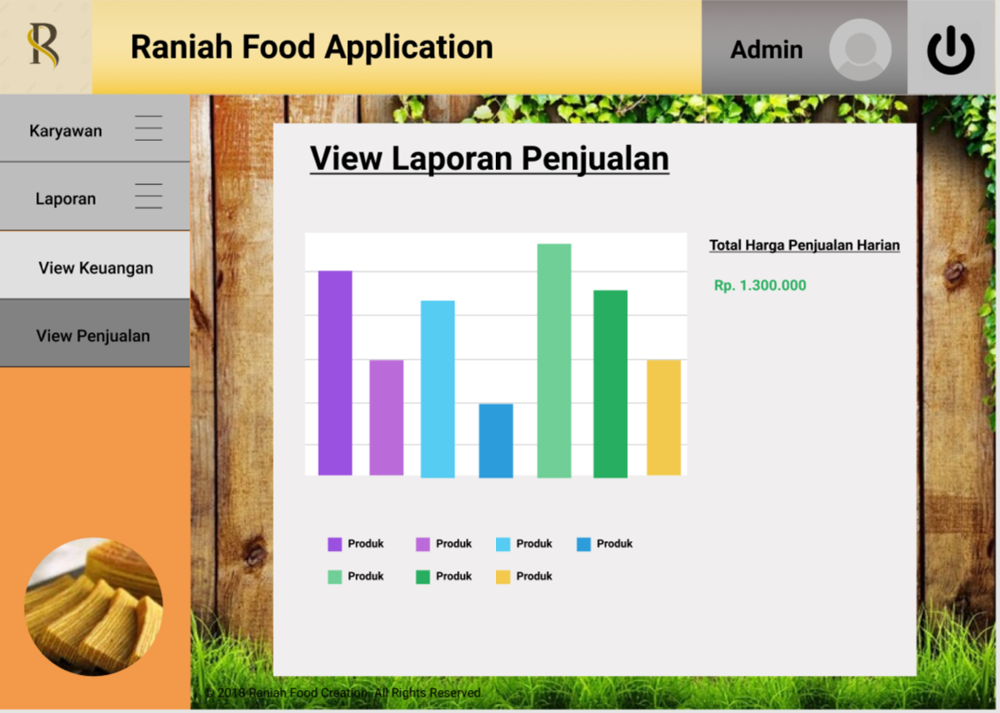 R
Raniah Food Application
Admin
Karyawan
Laporan
View Keuangan
View Penjualan
View Laporan Penjualan
Total Harga Penjualan Harian
Rp. 1.300.000
Produk Produk Produk Produk
Produk Produk Produk
© 2018 Raniah Food Creation, All Rights Reserved.